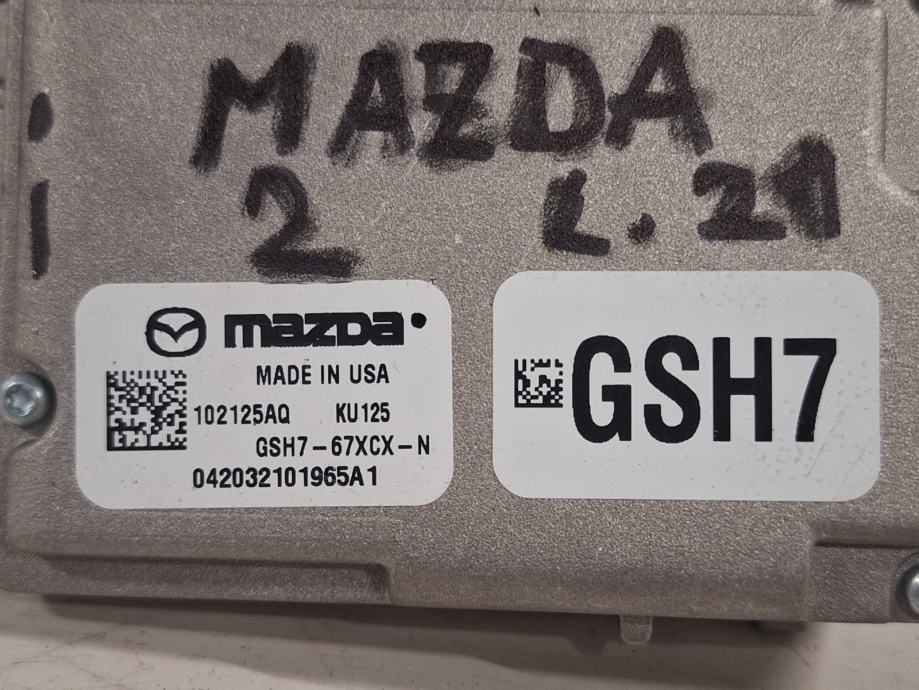 MAZDA
2 L.21
mazda
MADE IN USA
102125AQ KU125
GSH7-67XCX-N
042032101965A1
GSH7